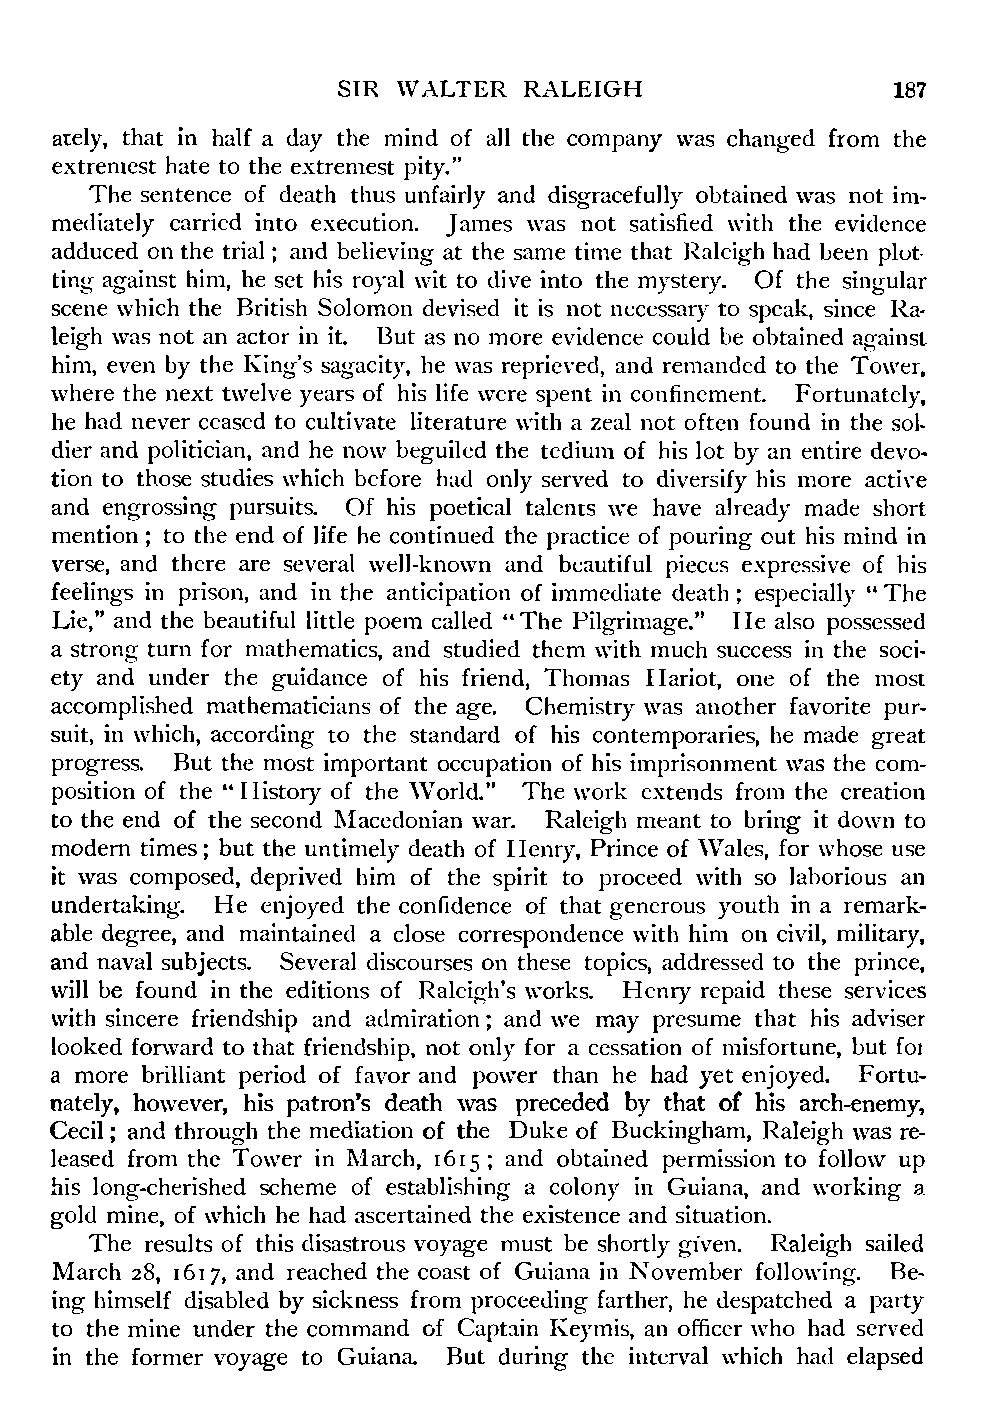 SIR WALTER RALEIGH 187
ately, that in half a day the mind of all the company was changed from the
extremest hate to the extremest pity."
The sentence of death thus unfairly and disgracefully obtained was not im-
mediately carried into execution. James was not satisfied with the evidence
adduced on the trial; and believing at the same time that Raleigh had been plot-
ting against him, he set his royal wit to dive into the mystery. Of the singular
scene which the British Solomon devised it is not necessary to speak, since Ra-
leigh was not an actor in it. But as no more evidence could be obtained against
him, even by the King's sagacity, he was reprieved, and remanded to the Tower,
where the next twelve years of his life were spent in confinement. Fortunately,
he had never ceased to cultivate literature with a zeal not often found in the sol-
dier and politician, and he now beguiled the tedium of his lot by an entire devo-
tion to those studies which before had only served to diversify his more active
and engrossing pursuits. Of his poetical talents we have already made short
mention; to the end of life he continued the practice of pouring out his mind in
verse, and there are several well-known and beautiful pieces expressive of his
feelings in prison, and in the anticipation of immediate death; especially "The
Lie," and the beautiful little poem called "The Pilgrimage." He also possessed
a strong turn for mathematics, and studied them with much success in the soci-
ety and under the guidance of his friend, Thomas Hariot, one of the most
accomplished mathematicians of the age. Chemistry was another favorite pur-
suit, in which, according to the standard of his contemporaries, he made great
progress. But the most important occupation of his imprisonment was the com-
position of the "History of the World." The work extends from the creation
to the end of the second Macedonian war. Raleigh meant to bring it down to
modern times; but the untimely death of Henry, Prince of Wales, for whose use
it was composed, deprived him of the spirit to proceed with so laborious an
undertaking. He enjoyed the confidence of that generous youth in a remark-
able degree, and maintained a close correspondence with him on civil, military,
and naval subjects. Several discourses on these topics, addressed to the prince,
will be found in the editions of Raleigh's works. Henry repaid these services
with sincere friendship and admiration; and we may presume that his adviser
looked forward to that friendship, not only for a cessation of misfortune, but for
a more brilliant period of favor and power than he had yet enjoyed. Fortu-
nately, however, his patron's death was preceded by that of his arch-enemy,
Cecil; and through the mediation of the Duke of Buckingham, Raleigh was re-
leased from the Tower in March, 1615; and obtained permission to follow up
his long-cherished scheme of establishing a colony in Guiana, and working a
gold mine, of which he had ascertained the existence and situation.
The results of this disastrous voyage must be shortly given. Raleigh sailed
March 28, 1617, and reached the coast of Guiana in November following. Be-
ing himself disabled by sickness from proceeding farther, he despatched a party
to the mine under the command of Captain Keymis, an officer who had served
in the former voyage to Guiana. But during the interval which had elapsed